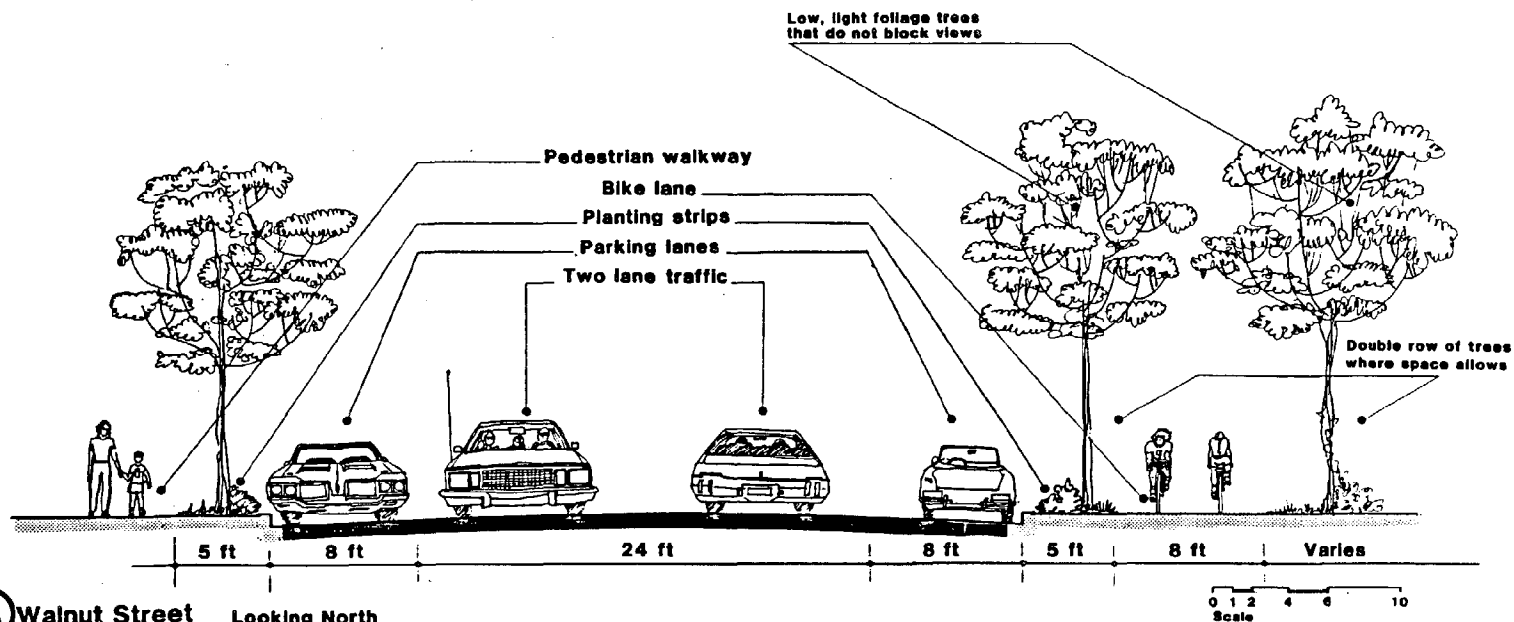 Low, light foliage trees
that do not block views
Pedestrian walkway
Bike lane
Planting strips
Parking lanes
Two lane traffic
Double row of trees
where space allows
5 ft 8 ft 24 ft 8 ft 5 ft 8 ft Varies
Walnut Street Looking North
0 1 2 4 6 10
Scale